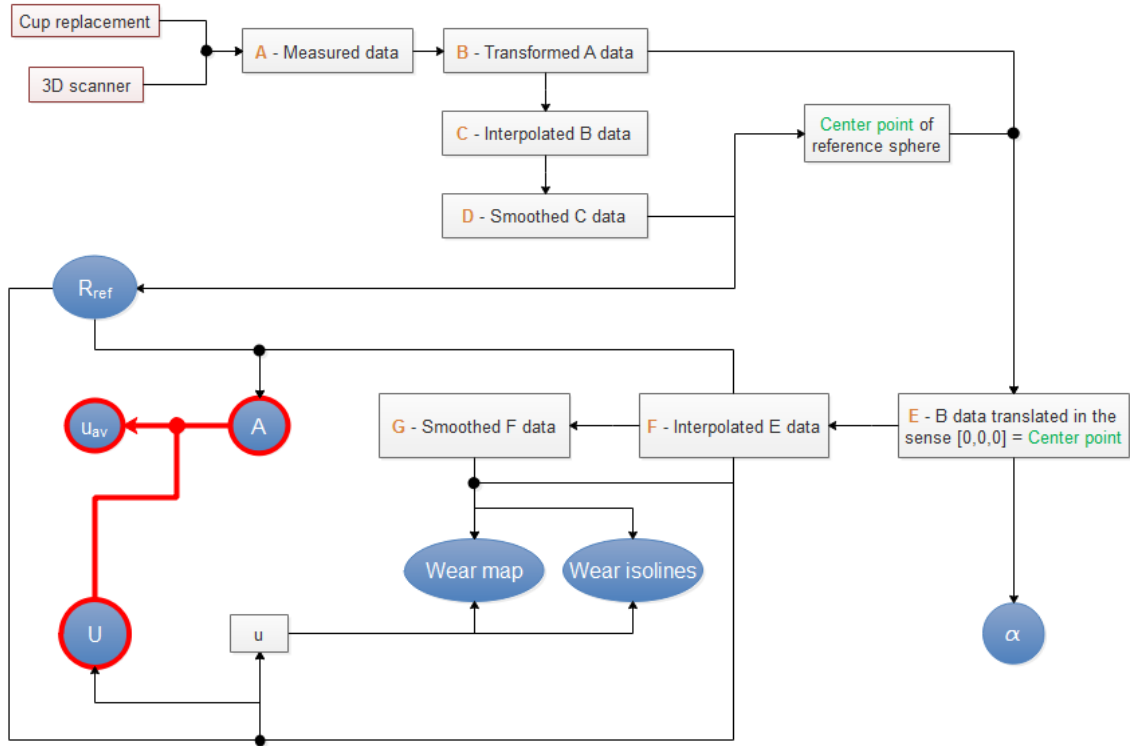 Cup replacement
A - Measured data
B - Transformed A data
3D scanner
C - Interpolated B data
Center point of
reference sphere
D - Smoothed C data
Rref
uav
A
G - Smoothed F data
F - Interpolated E data
E - B data translated in the
sense [0,0,0] = Center point
Wear map
Wear isolines
U
u
α